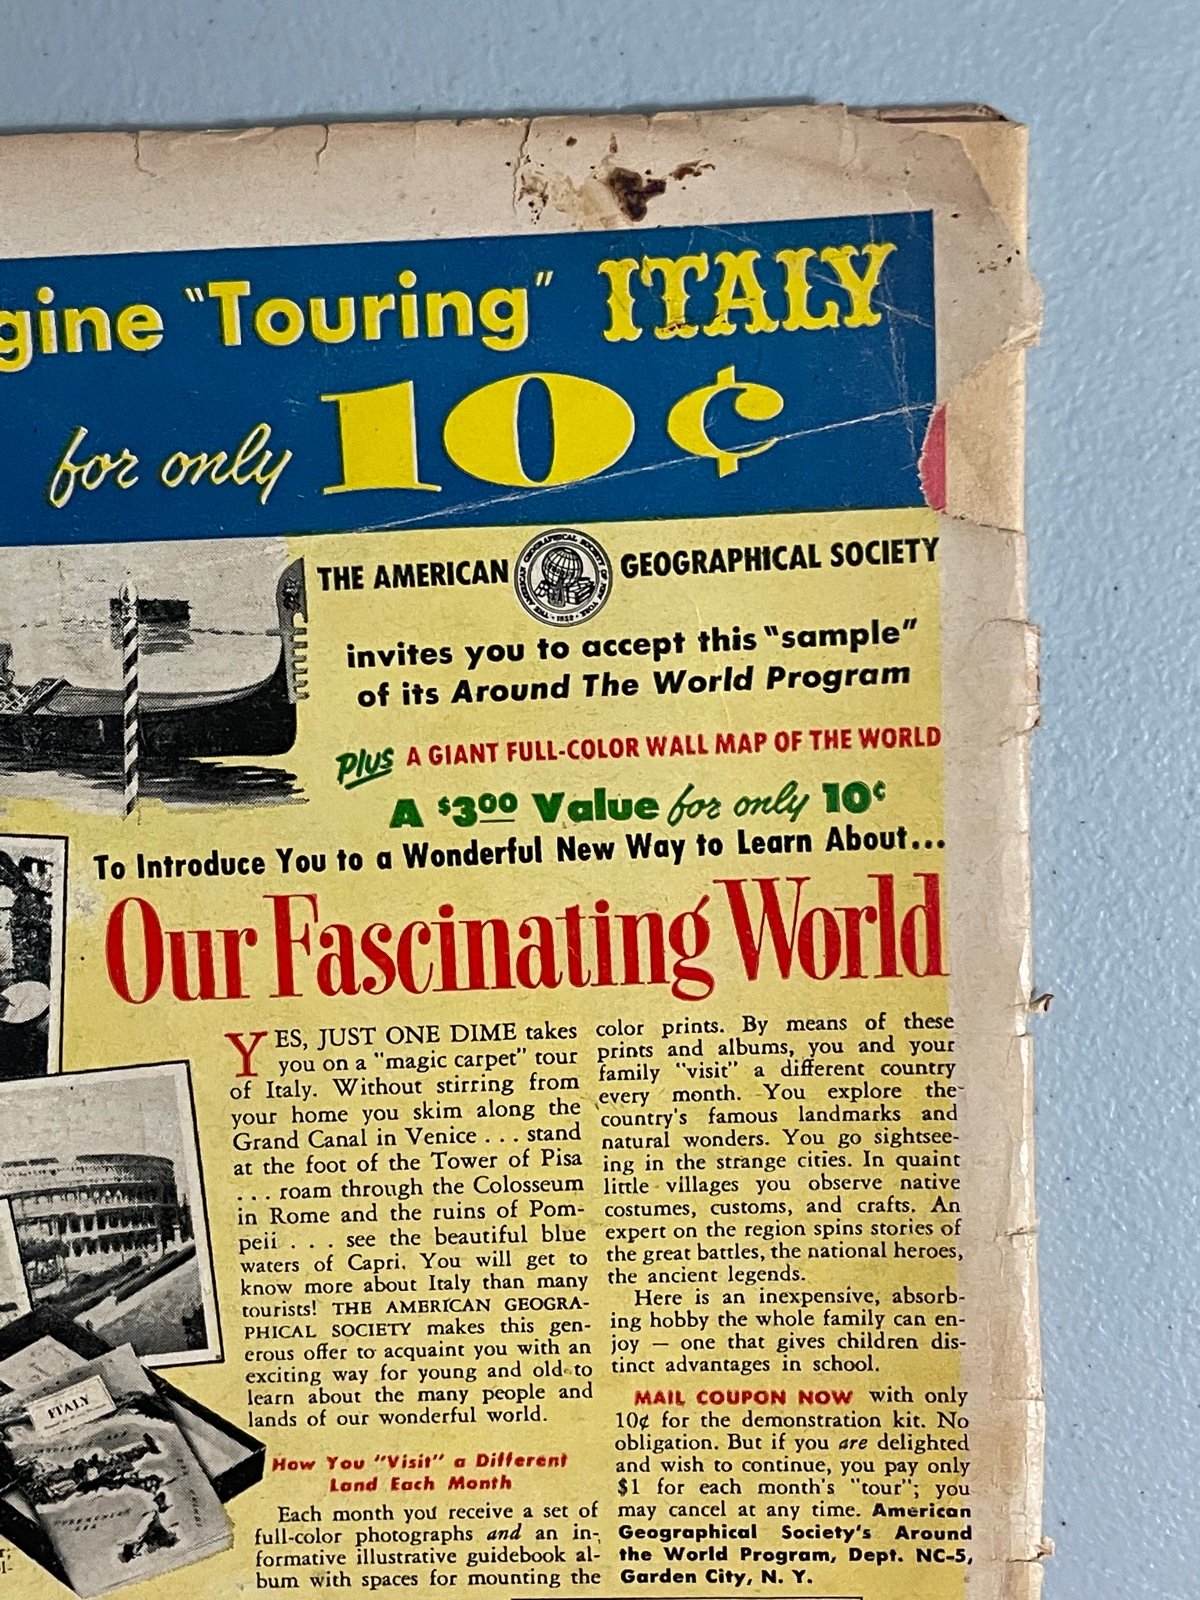 gine "Touring" ITALY
for only 10¢
THE AMERICAN GEOGRAPHICAL SOCIETY
invites you to accept this "sample"
of its Around The World Program
Plus A GIANT FULL-COLOR WALL MAP OF THE WORLD
A $3.00 Value for only 10¢
To Introduce You to a Wonderful New Way to Learn About...
Our Fascinating World
YES, JUST ONE DIME takes
you on a "magic carpet" tour
of Italy. Without stirring from
your home you skim along the
Grand Canal in Venice . . . stand
at the foot of the Tower of Pisa
. . . roam through the Colosseum
in Rome and the ruins of Pom-
peii . . . see the beautiful blue
waters of Capri. You will get to
know more about Italy than many
tourists! THE AMERICAN GEOGRA-
PHICAL SOCIETY makes this gen-
erous offer to acquaint you with an
exciting way for young and old to
learn about the many people and
lands of our wonderful world.
How You "Visit" a Different
Land Each Month
Each month you receive a set of
full-color photographs and an in-
formative illustrative guidebook al-
bum with spaces for mounting the
color prints. By means of these
prints and albums, you and your
family "visit" a different country
every month. You explore the
country's famous landmarks and
natural wonders. You go sightsee-
ing in the strange cities. In quaint
little villages you observe native
costumes, customs, and crafts. An
expert on the region spins stories of
the great battles, the national heroes,
the ancient legends.
Here is an inexpensive, absorb-
ing hobby the whole family can en-
joy — one that gives children dis-
tinct advantages in school.
MAIL COUPON NOW with only
10¢ for the demonstration kit. No
obligation. But if you are delighted
and wish to continue, you pay only
$1 for each month's "tour"; you
may cancel at any time. American
Geographical Society's Around
the World Program, Dept. NC-5,
Garden City, N. Y.
ITALY